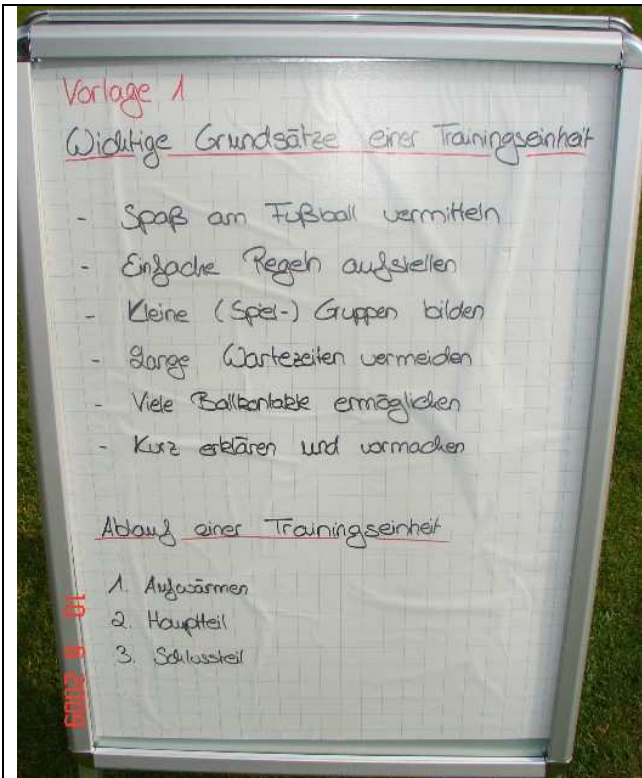 Vorlage 1
Wichtige Grundsätze einer Trainingseinheit
- Spaß am Fußball vermitteln
- Einfache Regeln aufstellen
- Kleine (Spiel-) Gruppen bilden
- Lange Wartezeiten vermeiden
- Viele Ballkontakte ermöglichen
- Kurz erklären und vormachen
Ablauf einer Trainingseinheit
1. Aufwärmen
2. Hauptteil
3. Schlussteil
10 6 2009